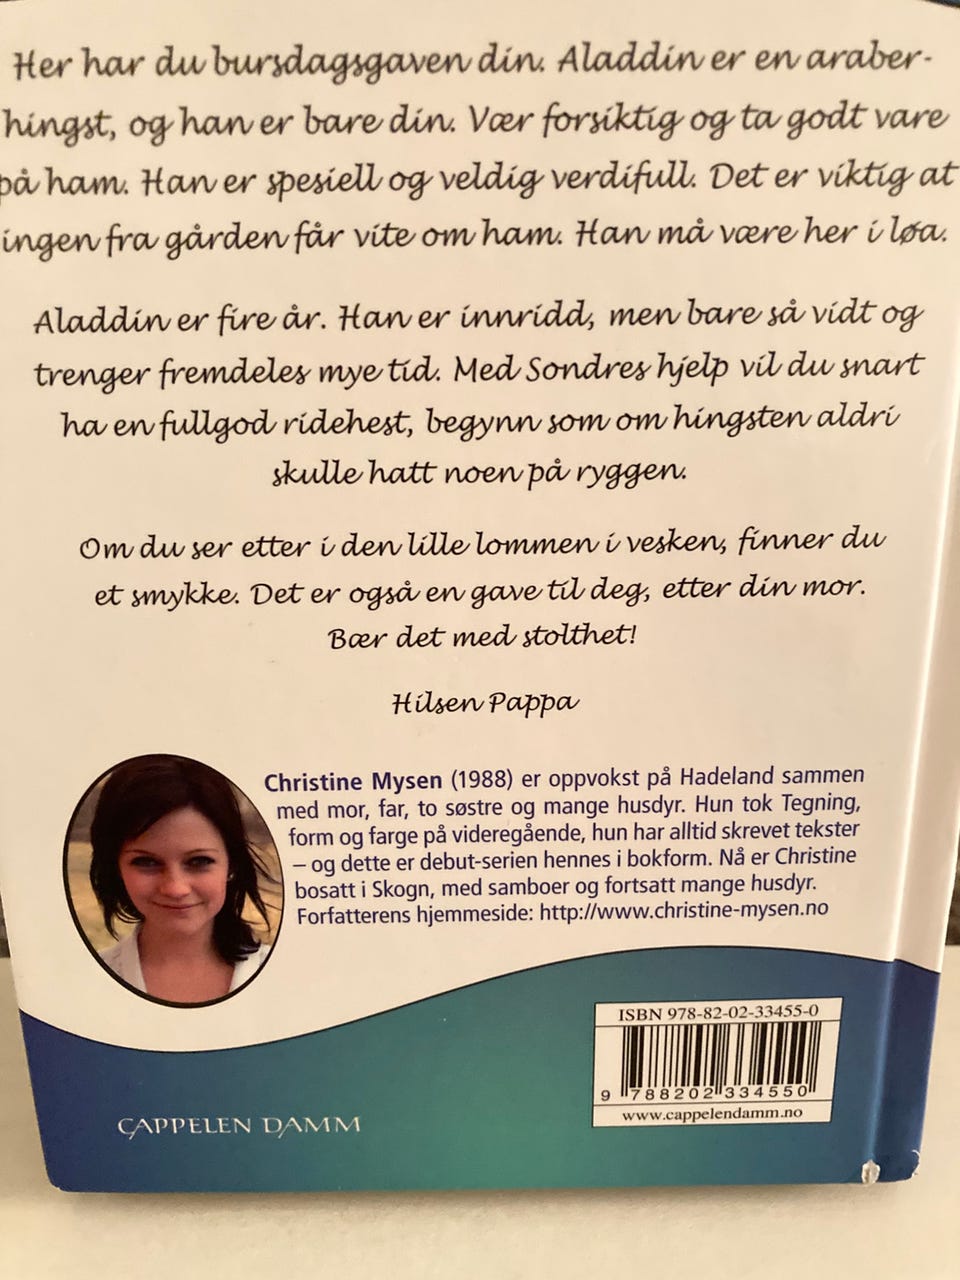 Her har du bursdagsgaven din. Aladdin er en araber-
hingst, og han er bare din. Vær forsiktig og ta godt vare
på ham. Han er spesiell og veldig verdifull. Det er viktig at
ingen fra gården får vite om ham. Han må være her i løa.
Aladdin er fire år. Han er innridd, men bare så vidt og
trenger fremdeles mye tid. Med Sondres hjelp vil du snart
ha en fullgod ridehest, begynn som om hingsten aldri
skulle hatt noen på ryggen.
Om du ser etter i den lille lommen i vesken, finner du
et smykke. Det er også en gave til deg, etter din mor.
Bær det med stolthet!
Hilsen Pappa
Christine Mysen (1988) er oppvokst på Hadeland sammen
med mor, far, to søstre og mange husdyr. Hun tok Tegning,
form og farge på videregående, hun har alltid skrevet tekster
– og dette er debut-serien hennes i bokform. Nå er Christine
bosatt i Skogn, med samboer og fortsatt mange husdyr.
Forfatterens hjemmeside: http://www.christine-mysen.no
ISBN 978-82-02-33455-0
9 788202 334550
www.cappelendamm.no
CAPPELEN DAMM